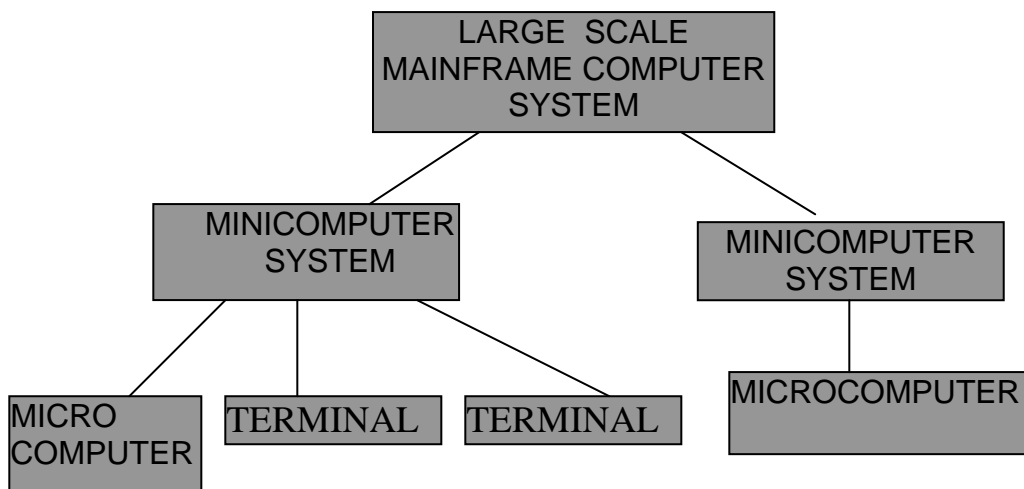 LARGE SCALE
MAINFRAME COMPUTER
SYSTEM
MINICOMPUTER
SYSTEM
MINICOMPUTER
SYSTEM
MICRO
COMPUTER
TERMINAL
TERMINAL
MICROCOMPUTER